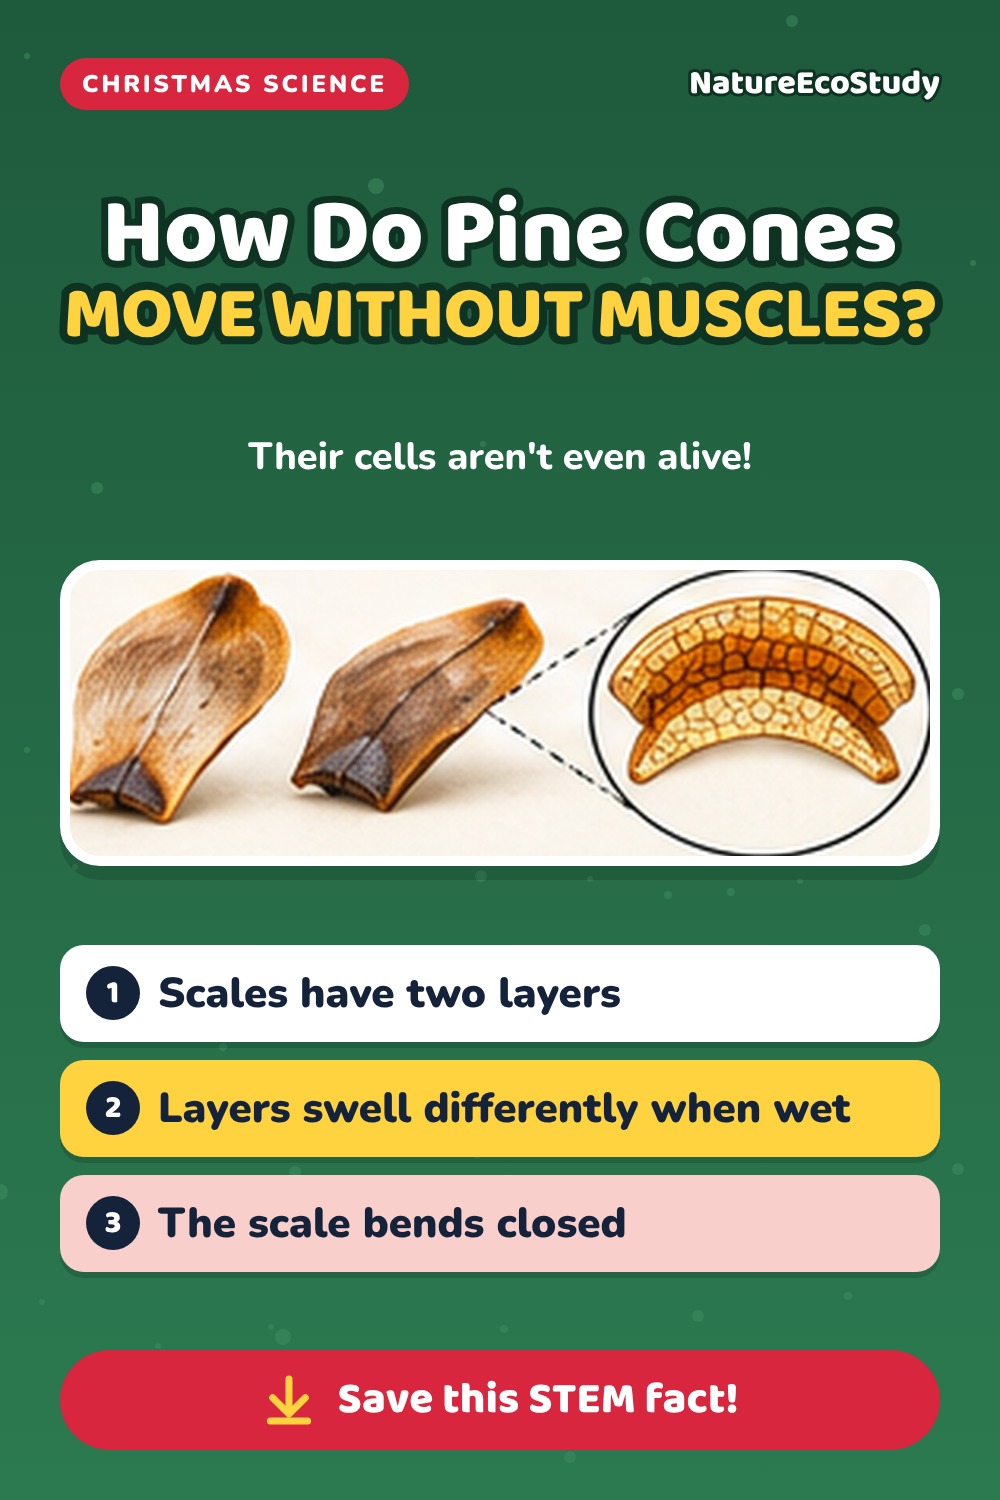 CHRISTMAS SCIENCE
NatureEcoStudy
How Do Pine Cones
MOVE WITHOUT MUSCLES?
Their cells aren't even alive!
1 Scales have two layers
2 Layers swell differently when wet
3 The scale bends closed
Save this STEM fact!